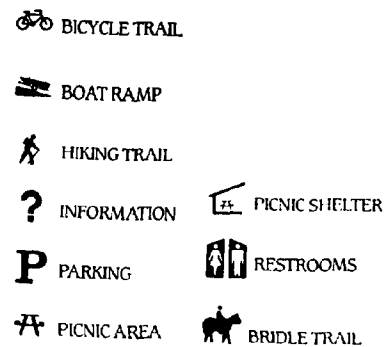 BICYCLE TRAIL
BOAT RAMP
HIKING TRAIL
? INFORMATION
PICNIC SHELTER
P PARKING
RESTROOMS
PICNIC AREA
BRIDLE TRAIL